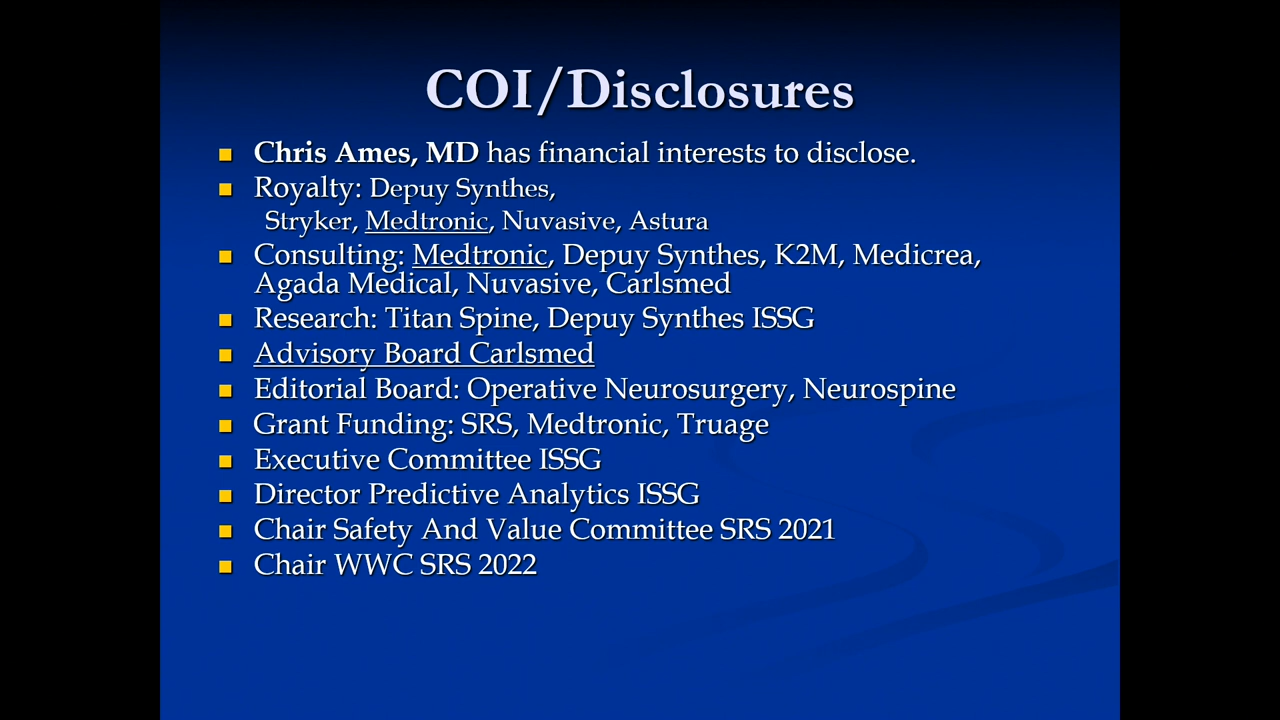 COI/Disclosures
Chris Ames, MD has financial interests to disclose.
Royalty: Depuy Synthes,
Stryker, Medtronic, Nuvasive, Astura
Consulting: Medtronic, Depuy Synthes, K2M, Medicrea,
Agada Medical, Nuvasive, Carlsmed
Research: Titan Spine, Depuy Synthes ISSG
Advisory Board Carlsmed
Editorial Board: Operative Neurosurgery, Neurospine
Grant Funding: SRS, Medtronic, Truage
Executive Committee ISSG
Director Predictive Analytics ISSG
Chair Safety And Value Committee SRS 2021
Chair WWC SRS 2022